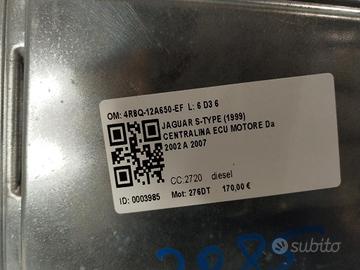 OM: 4R8Q-12A650-EF L: 6 D3 6
JAGUAR S-TYPE (1999)
CENTRALINA ECU MOTORE Da
2002 A 2007
CC:2720 diesel
ID: 0003985 Mot: 276DT 170,00 €
subito